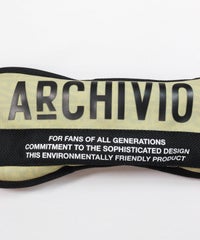 ARCHIVIO
FOR FANS OF ALL GENERATIONS
COMMITMENT TO THE SOPHISTICATED DESIGN
THIS ENVIRONMENTALLY FRIENDLY PRODUCT